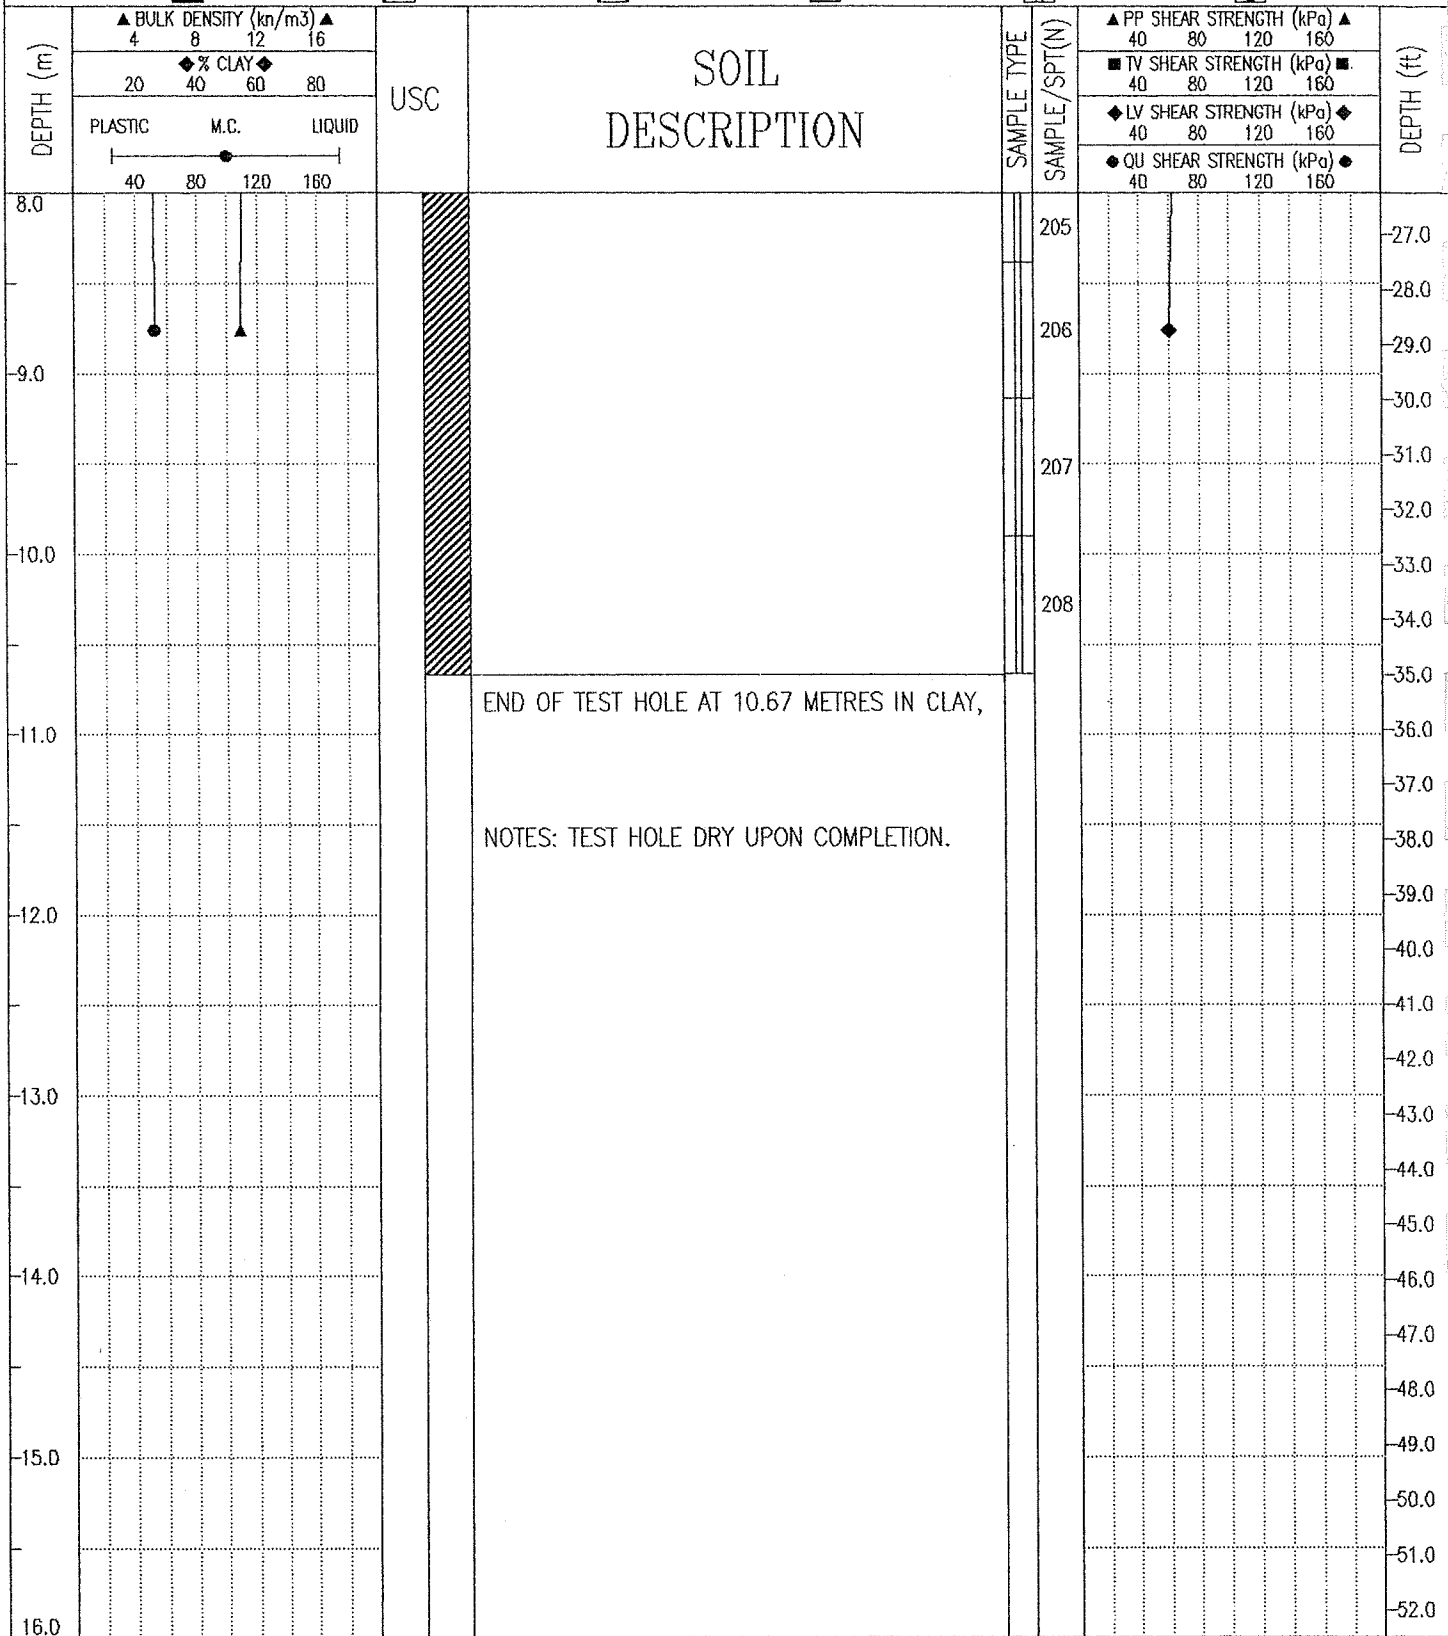 ▲ BULK DENSITY (kn/m3) ▲
4 8 12 16
◆ % CLAY ◆
20 40 60 80
PLASTIC M.C. LIQUID
40 80 120 160
DEPTH (m)
USC
SOIL
DESCRIPTION
SAMPLE TYPE
SAMPLE/SPT(N)
▲ PP SHEAR STRENGTH (kPa) ▲
40 80 120 160
■ TV SHEAR STRENGTH (kPa) ■
40 80 120 160
◆ LV SHEAR STRENGTH (kPa) ◆
40 80 120 160
● QU SHEAR STRENGTH (kPa) ●
40 80 120 160
DEPTH (ft)
8.0
9.0
10.0
11.0
12.0
13.0
14.0
15.0
16.0
END OF TEST HOLE AT 10.67 METRES IN CLAY,
NOTES: TEST HOLE DRY UPON COMPLETION.
205
206
207
208
27.0
28.0
29.0
30.0
31.0
32.0
33.0
34.0
35.0
36.0
37.0
38.0
39.0
40.0
41.0
42.0
43.0
44.0
45.0
46.0
47.0
48.0
49.0
50.0
51.0
52.0